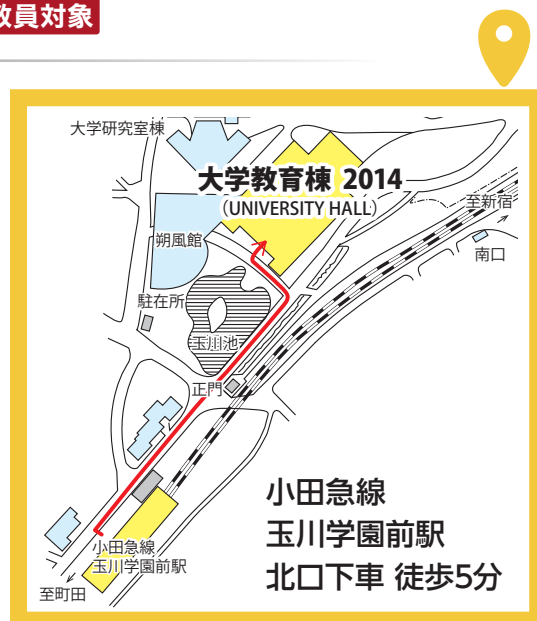 教員対象
大学研究室棟
大学教育棟 2014
(UNIVERSITY HALL)
至新宿
朔風館
南口
駐在所
玉川池
正門
小田急線
玉川学園前駅
北口下車 徒歩5分
小田急線
玉川学園前駅
至町田